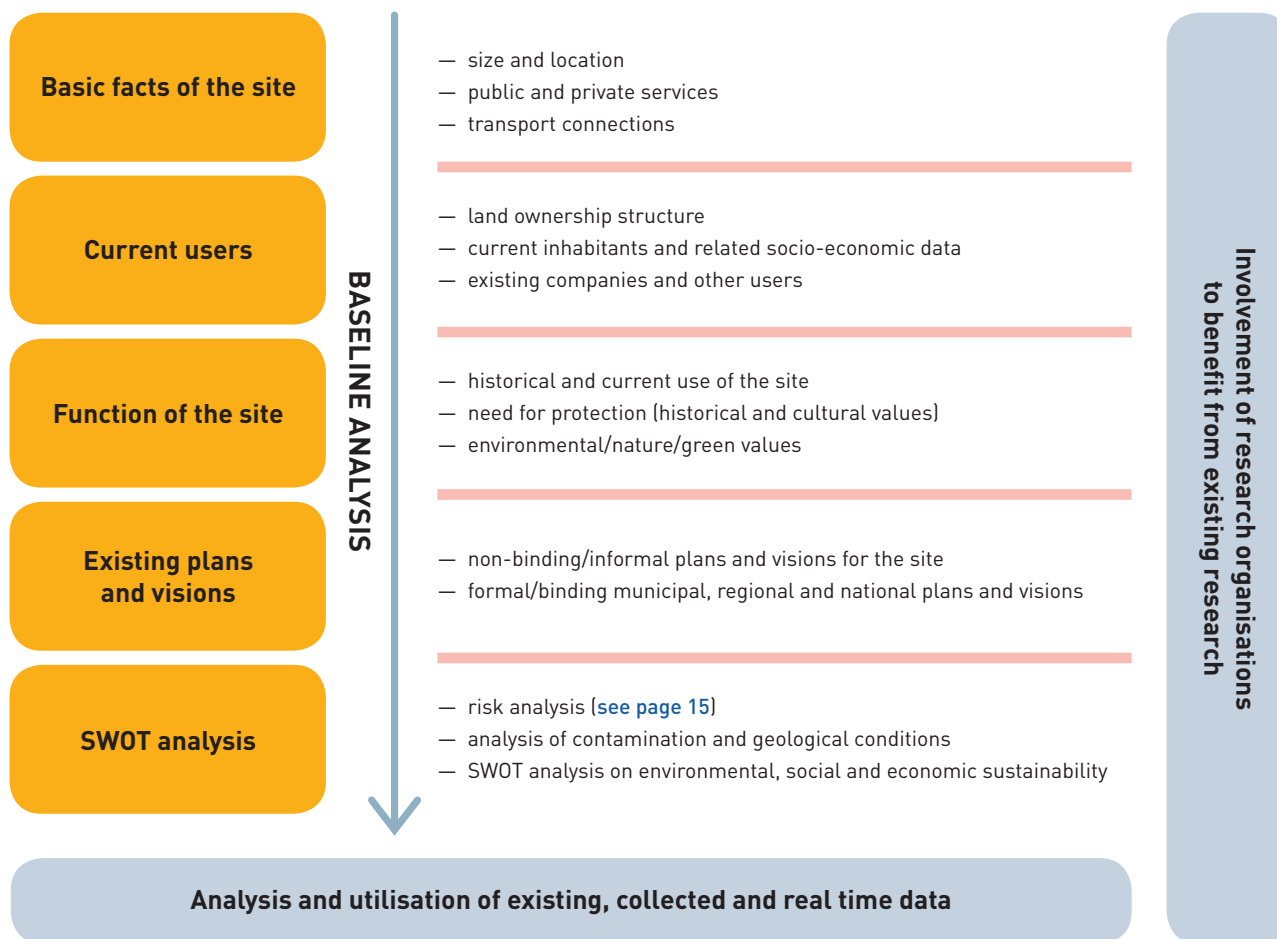 Basic facts of the site
— size and location
— public and private services
— transport connections
Current users
— land ownership structure
— current inhabitants and related socio-economic data
— existing companies and other users
Function of the site
— historical and current use of the site
— need for protection (historical and cultural values)
— environmental/nature/green values
Existing plans
and visions
— non-binding/informal plans and visions for the site
— formal/binding municipal, regional and national plans and visions
SWOT analysis
— risk analysis (see page 15)
— analysis of contamination and geological conditions
— SWOT analysis on environmental, social and economic sustainability
BASELINE ANALYSIS
Involvement of research organisations
to benefit from existing research
Analysis and utilisation of existing, collected and real time data